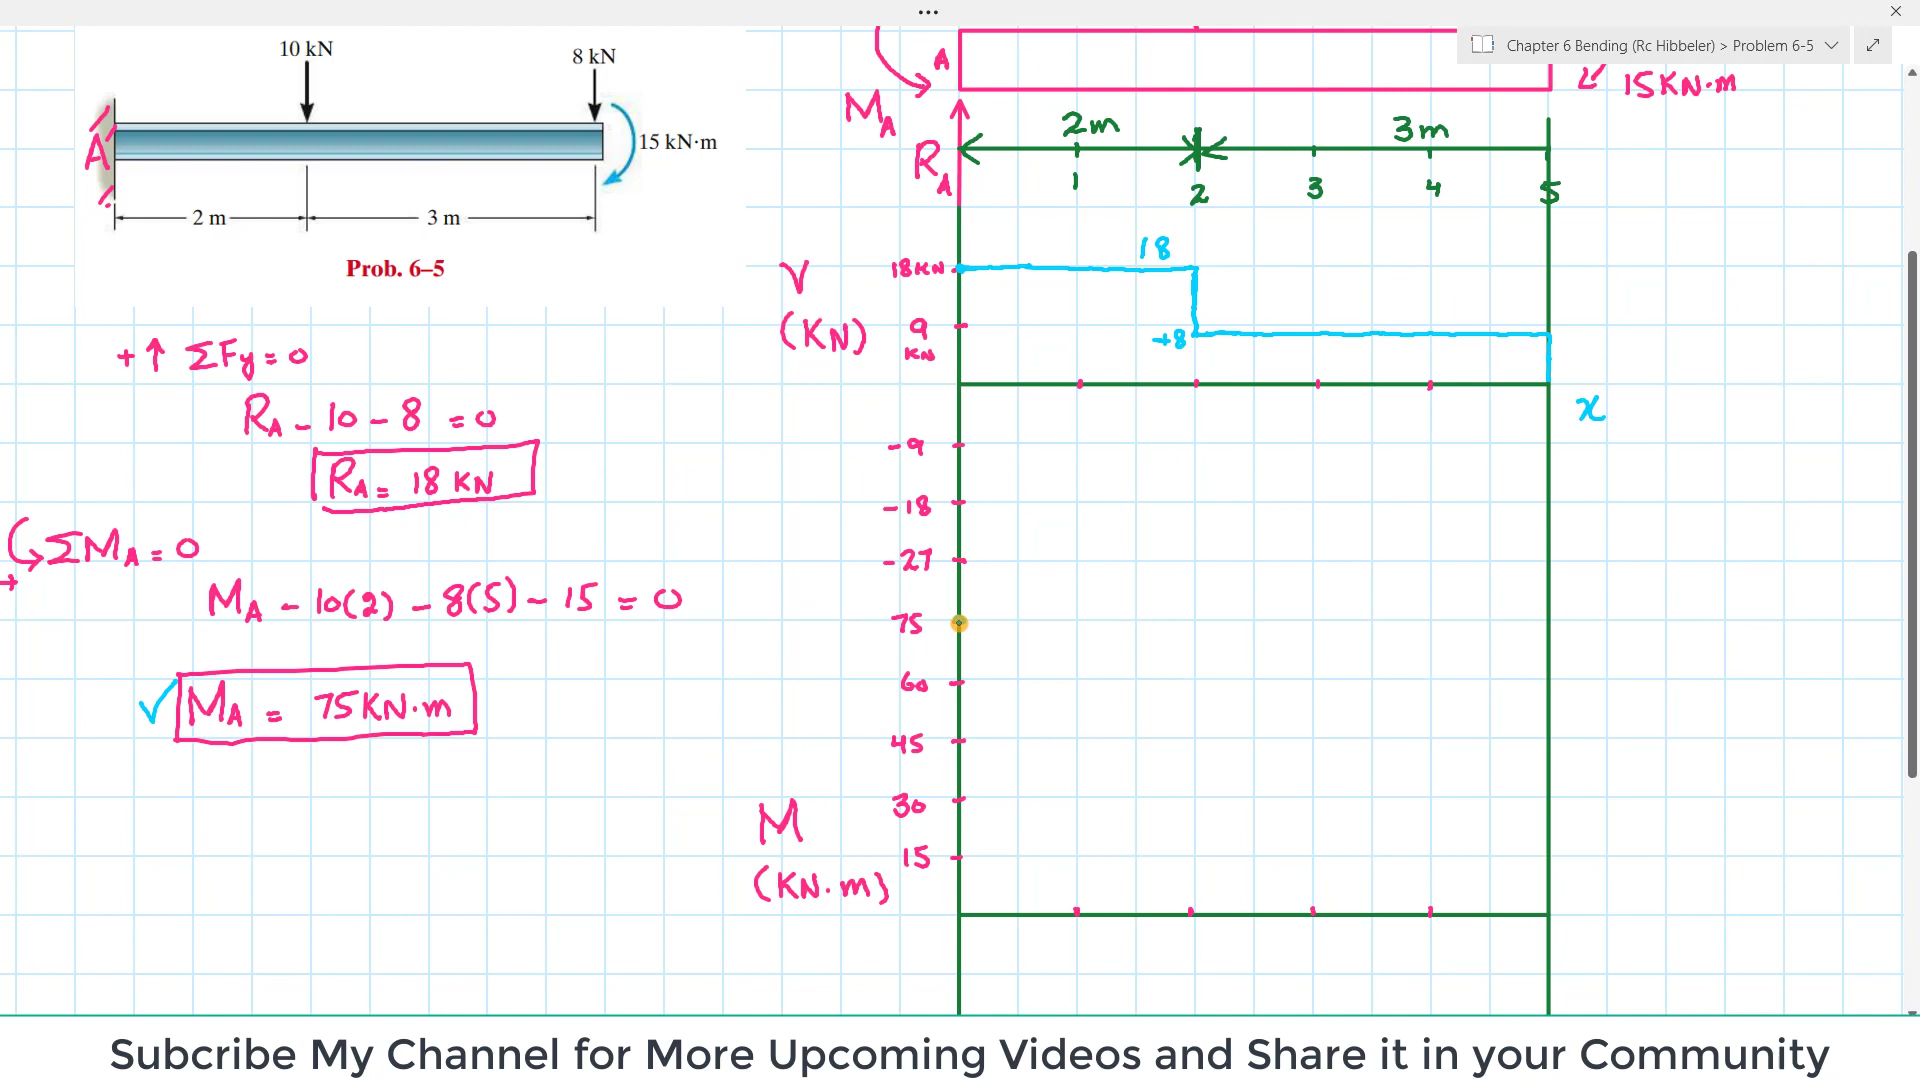 Chapter 6 Bending (Rc Hibbeler) > Problem 6-5
10 kN
8 kN
A
15 kN·m
2 m
3 m
Prob. 6–5
+↑ ΣFy = 0
RA - 10 - 8 = 0
RA = 18 KN
+ ΣMA = 0
MA - 10(2) - 8(5) - 15 = 0
✓ MA = 75 KN·m
A
15 KN·m
MA
RA
2m
3m
1 2 3 4 5
V
(KN)
18 KN
18
9
KN
+8
x
-9
-18
-27
75
60
45
30
15
M
(KN.m)
Subcribe My Channel for More Upcoming Videos and Share it in your Community